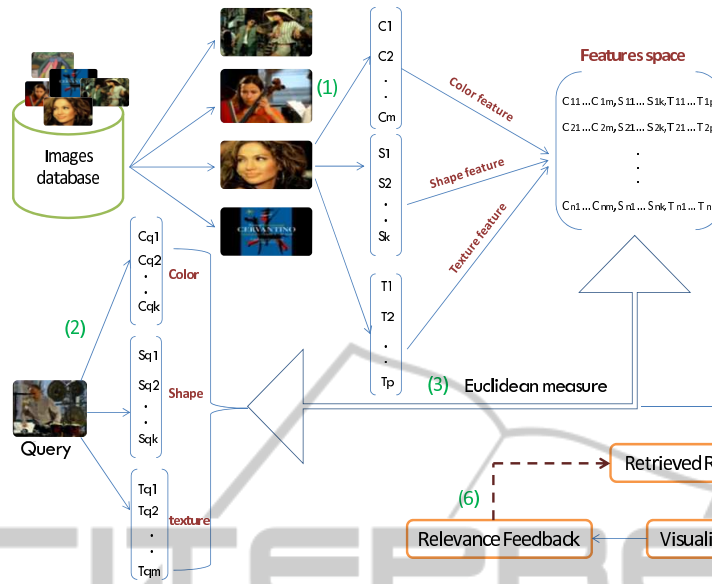 Images
database
CERVANTINO
(1)
C1
C2
.
.
Cm
S1
S2
.
.
Sk
T1
T2
.
.
Tp
Color feature
Shape feature
Texture feature
Features space
C11...C1m,S11...S1k,T11...T1p
C21...C2m,S21...S2k,T21...T2p
.
.
.
Cn1...Cnm,Sn1...Snk,Tn1...Tn
(2)
Query
Cq1
Cq2
.
.
Cqk
Color
Sq1
Sq2
.
.
Sqk
Shape
Tq1
Tq2
.
.
Tqm
texture
(3)
Euclidean measure
Retrieved R
(6)
Relevance Feedback
Visuali